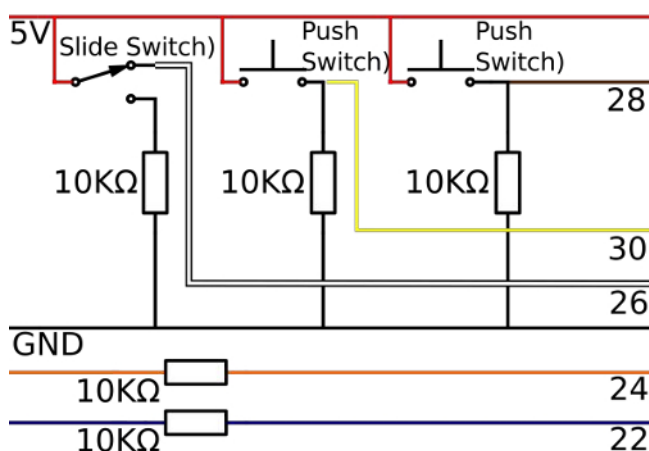 5V
Slide Switch)
Push
Switch)
Push
Switch)
28
10KΩ
10KΩ
10KΩ
30
26
GND
10KΩ
24
10KΩ
22